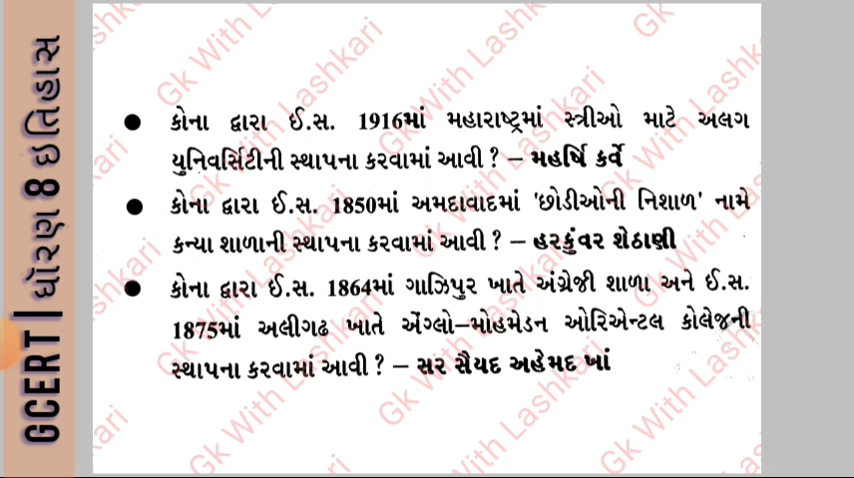 GCERT | ધોરણ 8 ઇતિહાસ
● કોના દ્વારા ઈ.સ. 1916માં મહારાષ્ટ્રમાં સ્ત્રીઓ માટે અલગ
યુનિવર્સિટીની સ્થાપના કરવામાં આવી ? – મહર્ષિ કર્વે
● કોના દ્વારા ઈ.સ. 1850માં અમદાવાદમાં 'છોડીઓની નિશાળ' નામે
કન્યા શાળાની સ્થાપના કરવામાં આવી ? – હરકુંવર શેઠાણી
● કોના દ્વારા ઈ.સ. 1864માં ગાઝિપુર ખાતે અંગ્રેજી શાળા અને ઈ.સ.
1875માં અલીગઢ ખાતે એંગ્લો–મોહમેડન ઓરિએન્ટલ કોલેજની
સ્થાપના કરવામાં આવી ? – સર સૈયદ અહેમદ ખાં
Gk With Lashkari